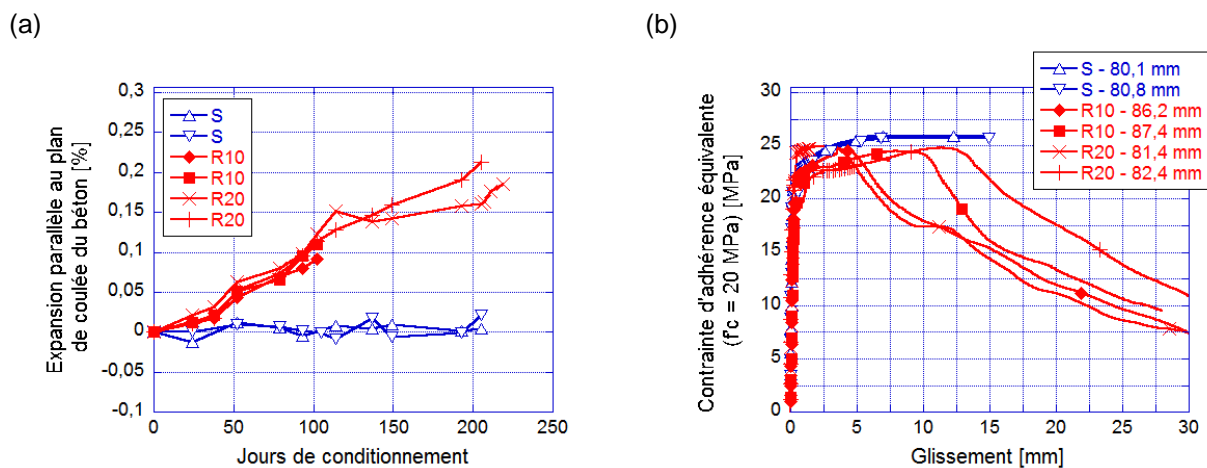 (a)
Expansion parallèle au plan
de coulée du béton [%]
0,3
0,25
0,2
0,15
0,1
0,05
0
-0,05
-0,1
S
S
R10
R10
R20
R20
0
50
100
150
200
250
Jours de conditionnement
(b)
Contrainte d'adhérence équivalente
(f'c = 20 MPa) [MPa]
30
25
20
15
10
5
0
S - 80,1 mm
S - 80,8 mm
R10 - 86,2 mm
R10 - 87,4 mm
R20 - 81,4 mm
R20 - 82,4 mm
0
5
10
15
20
25
30
Glissement [mm]